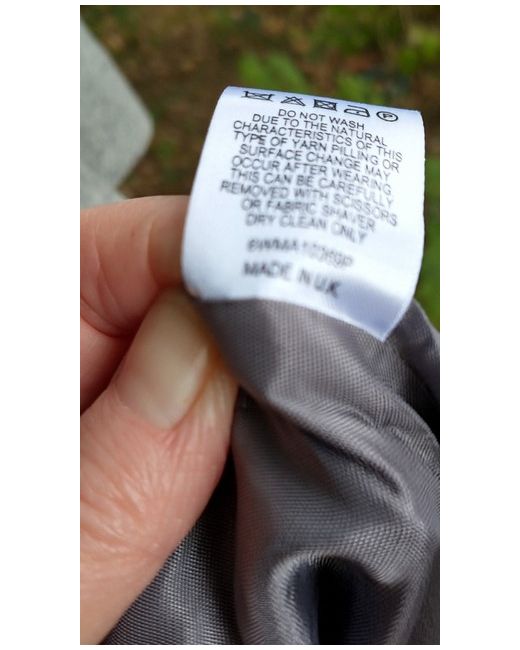 DO NOT WASH
DUE TO THE NATURAL
CHARACTERISTICS OF THIS
TYPE OF YARN PILLING OR
SURFACE CHANGE MAY
OCCUR AFTER WEARING
THIS CAN BE CAREFULLY
REMOVED WITH SCISSORS
OR FABRIC SHAVER
DRY CLEAN ONLY
MADE IN U.K